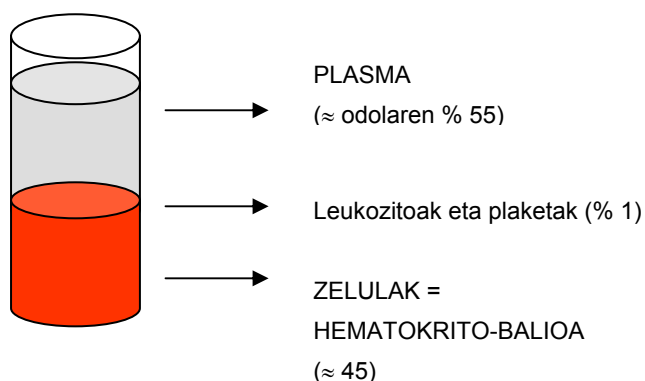 PLASMA
(≈ odolaren % 55)
Leukozitoak eta plaketak (% 1)
ZELULAK =
HEMATOKRITO-BALIOA
(≈ 45)